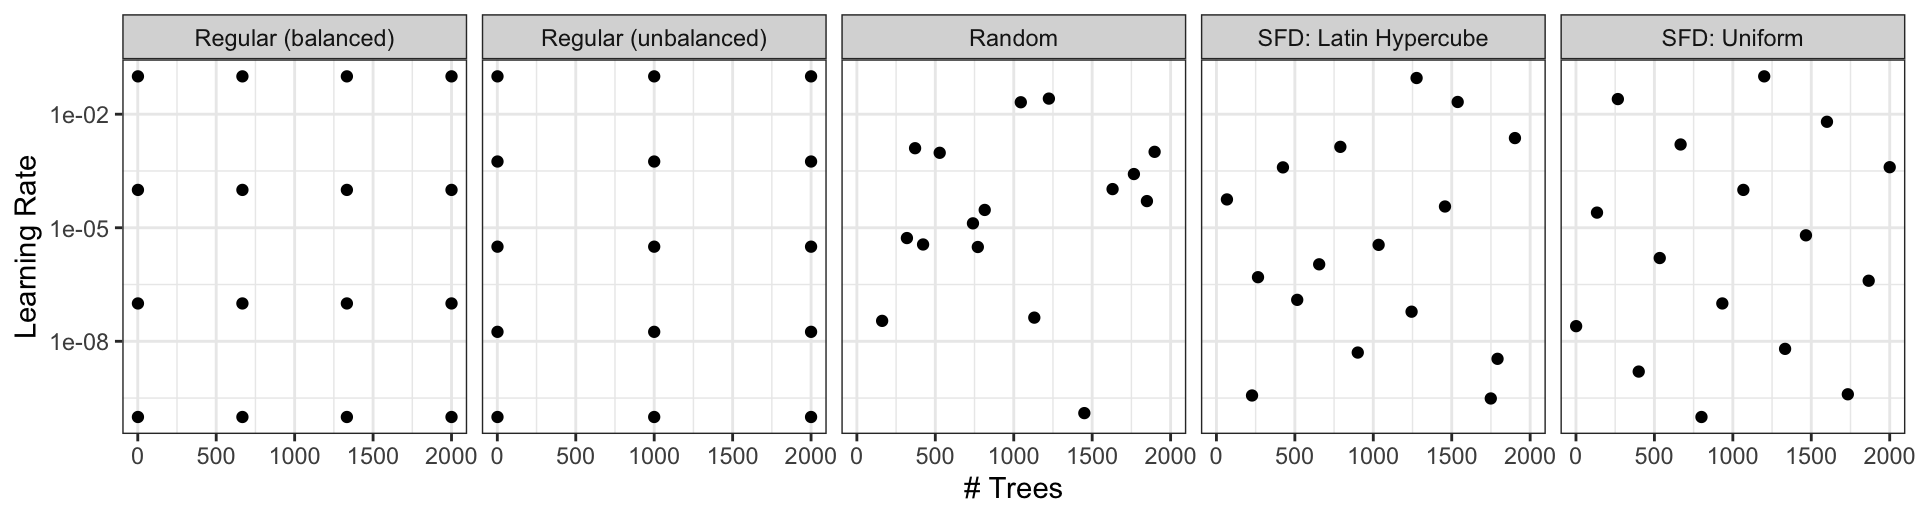 Regular (balanced) Regular (unbalanced) Random SFD: Latin Hypercube SFD: Uniform
1e-02
1e-05
1e-08
Learning Rate
0 500 1000 1500 2000 0 500 1000 1500 2000 0 500 1000 1500 2000 0 500 1000 1500 2000 0 500 1000 1500 2000
# Trees